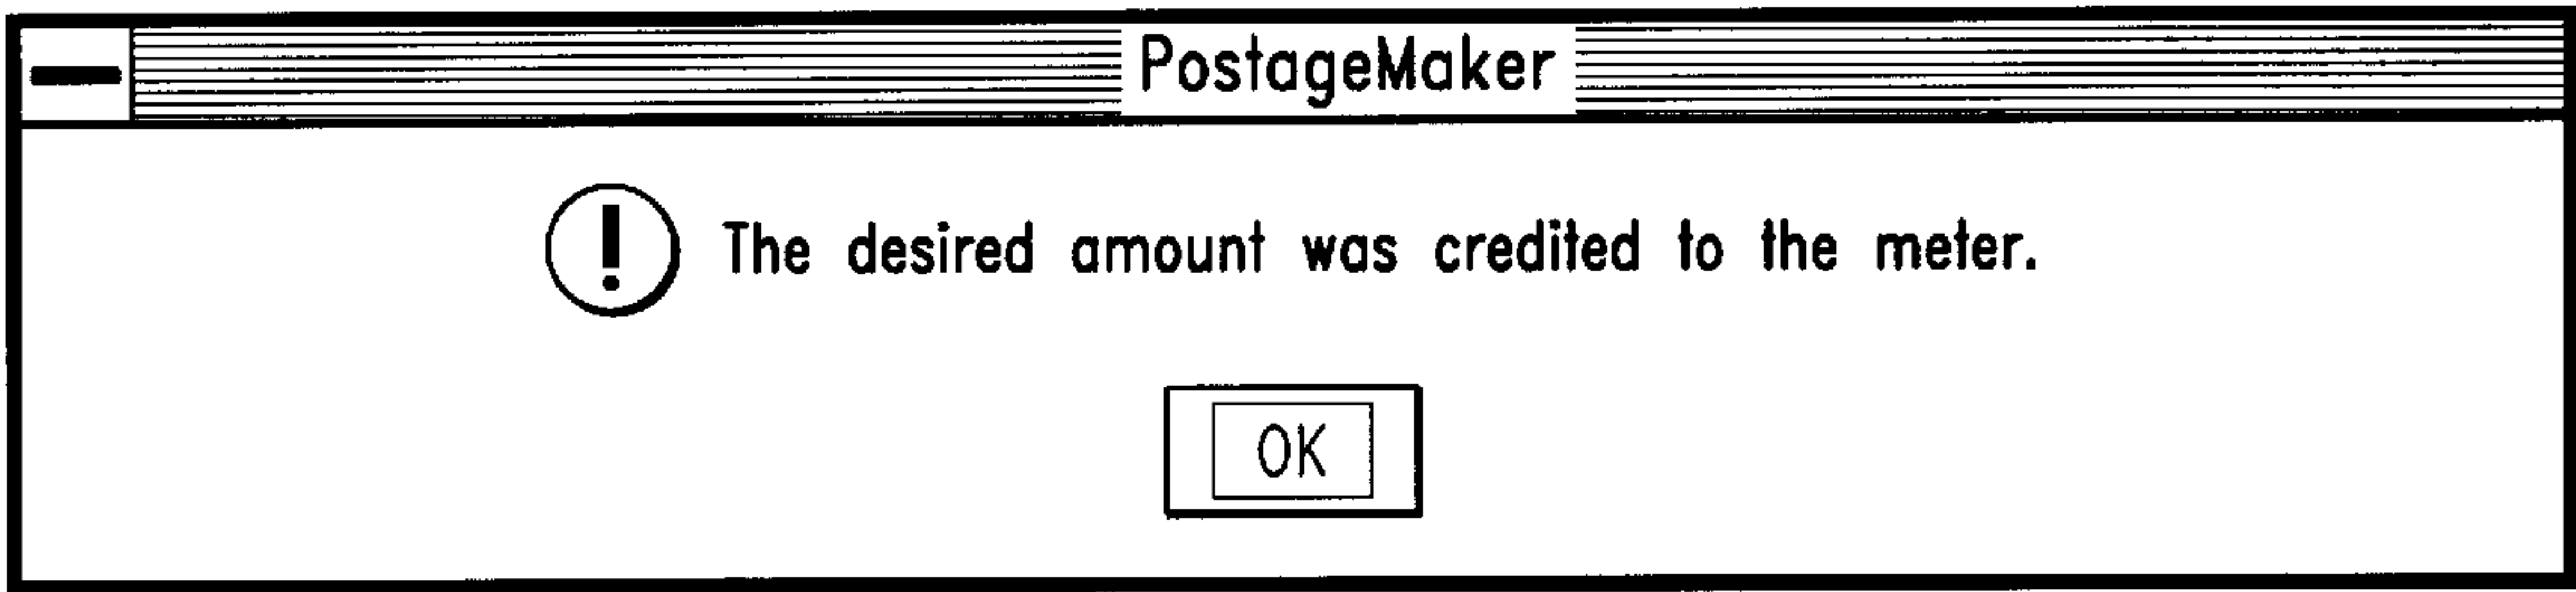 PostageMaker
! The desired amount was credited to the meter.
OK